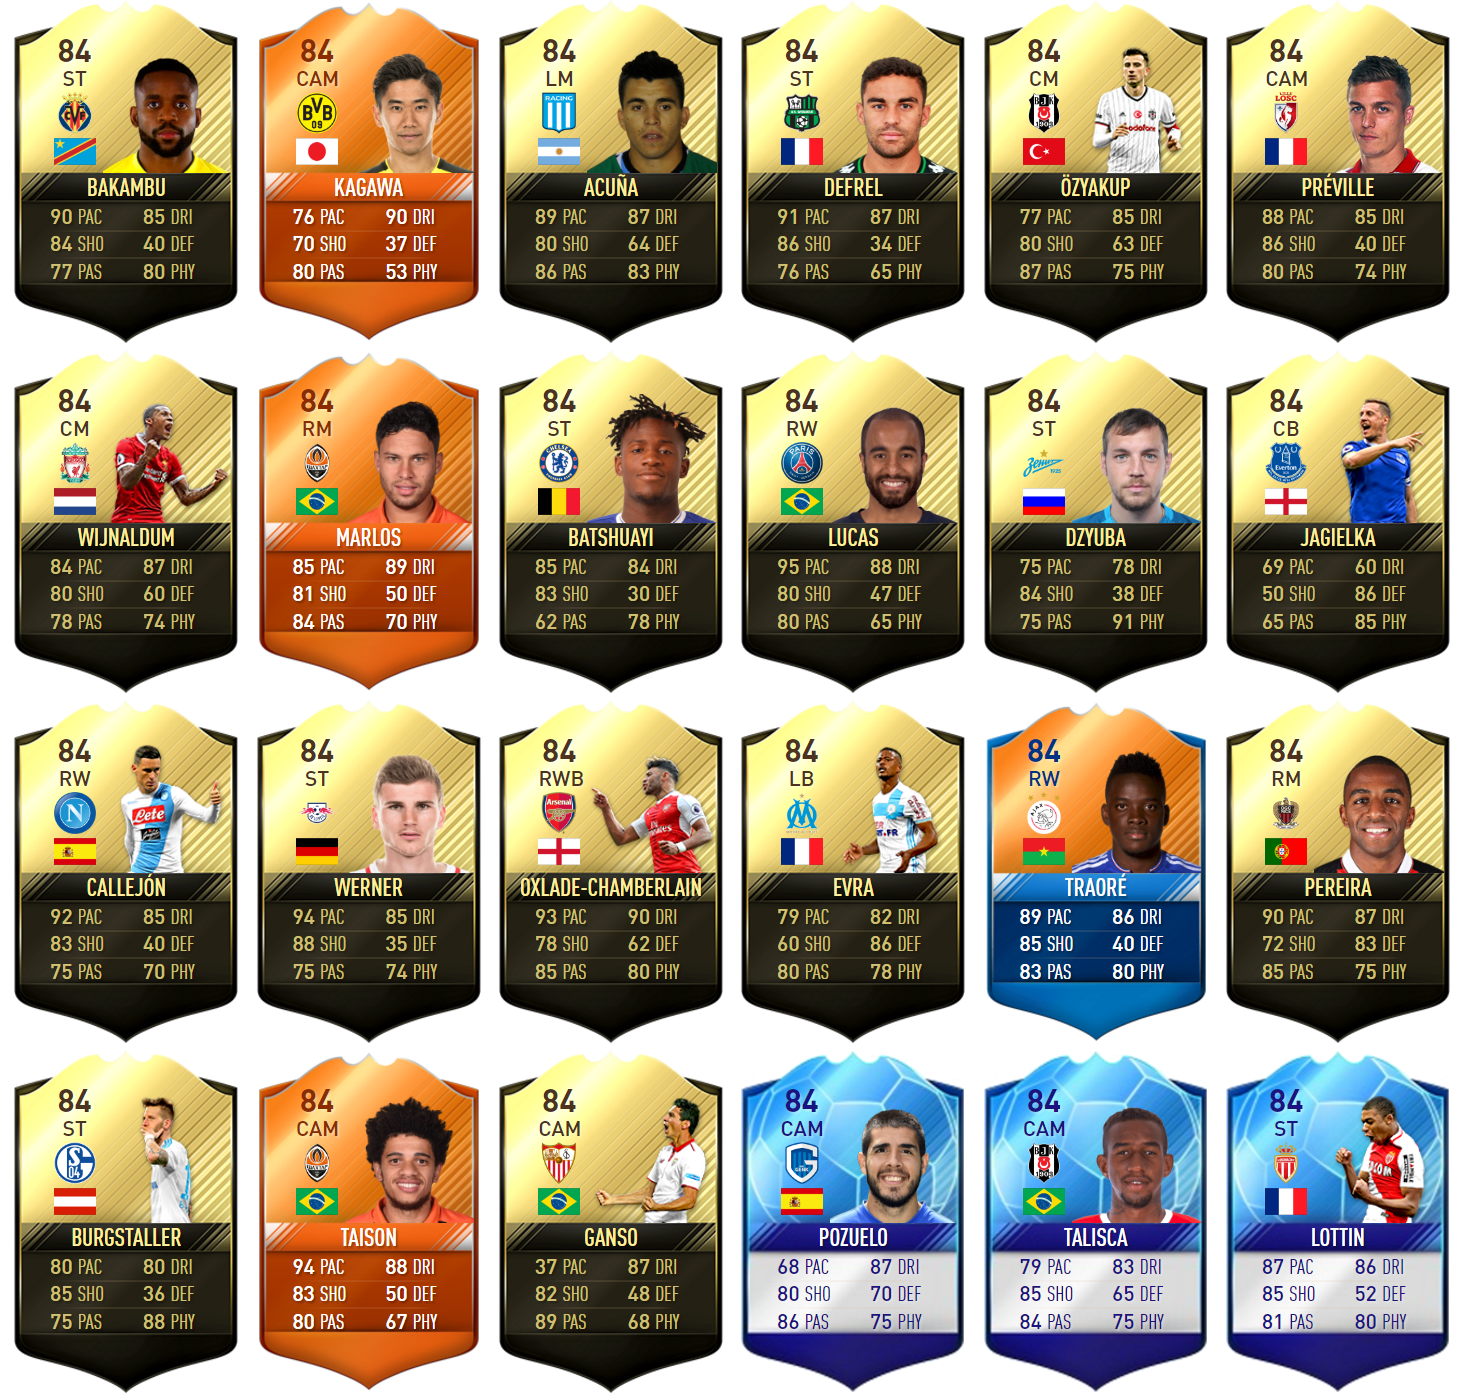 84
ST
BAKAMBU
90 PAC 85 DRI
84 SHO 40 DEF
77 PAS 80 PHY
84
CAM
BVB
09
KAGAWA
76 PAC 90 DRI
70 SHO 37 DEF
80 PAS 53 PHY
84
LM
RACING
ACUÑA
89 PAC 87 DRI
80 SHO 64 DEF
86 PAS 83 PHY
84
ST
DEFREL
91 PAC 87 DRI
86 SHO 34 DEF
76 PAS 65 PHY
84
CM
BJK
1903
vodafone
ÖZYAKUP
77 PAC 85 DRI
80 SHO 63 DEF
87 PAS 75 PHY
84
CAM
LOSC
PRÉVILLE
88 PAC 85 DRI
86 SHO 40 DEF
80 PAS 74 PHY
84
CM
WIJNALDUM
84 PAC 87 DRI
80 SHO 60 DEF
78 PAS 74 PHY
84
RM
MARLOS
85 PAC 89 DRI
81 SHO 50 DEF
84 PAS 70 PHY
84
ST
BATSHUAYI
85 PAC 84 DRI
83 SHO 30 DEF
62 PAS 78 PHY
84
RW
PARIS
LUCAS
95 PAC 88 DRI
80 SHO 47 DEF
80 PAS 65 PHY
84
ST
Зенит
1925
DZYUBA
75 PAC 78 DRI
84 SHO 38 DEF
75 PAS 91 PHY
84
CB
Everton
JAGIELKA
69 PAC 60 DRI
50 SHO 86 DEF
65 PAS 85 PHY
84
RW
N
Lete
CALLEJÓN
92 PAC 85 DRI
83 SHO 40 DEF
75 PAS 70 PHY
84
ST
WERNER
94 PAC 85 DRI
88 SHO 35 DEF
75 PAS 74 PHY
84
RWB
Arsenal
OXLADE-CHAMBERLAIN
93 PAC 90 DRI
78 SHO 62 DEF
85 PAS 80 PHY
84
LB
EVRA
79 PAC 82 DRI
60 SHO 86 DEF
80 PAS 78 PHY
84
RW
AJAX
TRAORÉ
89 PAC 86 DRI
85 SHO 40 DEF
83 PAS 80 PHY
84
RM
PEREIRA
90 PAC 87 DRI
72 SHO 83 DEF
85 PAS 75 PHY
84
ST
S
04
BURGSTALLER
80 PAC 80 DRI
85 SHO 36 DEF
75 PAS 88 PHY
84
CAM
TAISON
94 PAC 88 DRI
83 SHO 50 DEF
80 PAS 67 PHY
84
CAM
GANSO
37 PAC 87 DRI
82 SHO 48 DEF
89 PAS 68 PHY
84
CAM
GENK
POZUELO
68 PAC 87 DRI
80 SHO 70 DEF
86 PAS 75 PHY
84
CAM
BJK
1903
TALISCA
79 PAC 83 DRI
85 SHO 65 DEF
84 PAS 75 PHY
84
ST
LOTTIN
87 PAC 86 DRI
85 SHO 52 DEF
81 PAS 80 PHY